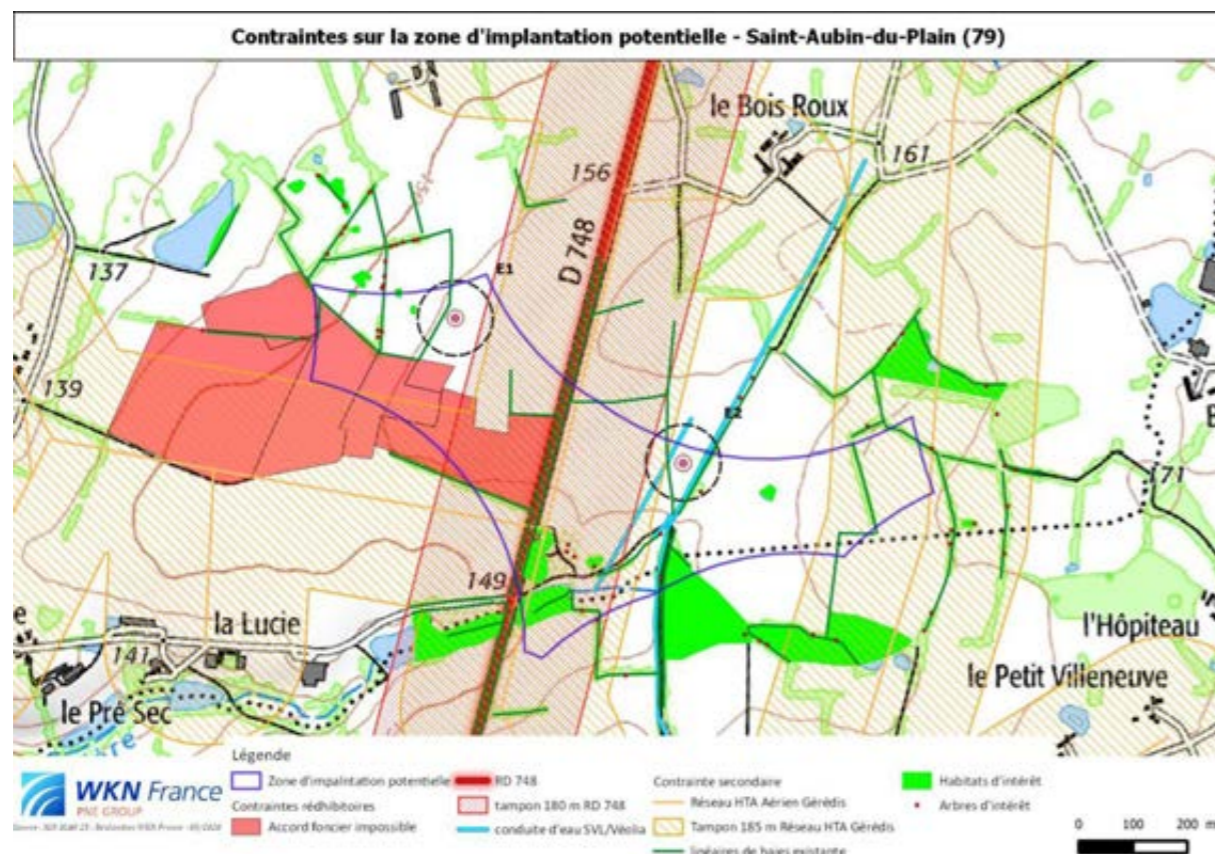 Contraintes sur la zone d'implantation potentielle - Saint-Aubin-du-Plain (79)
le Bois Roux
161
156
150
D 748
137
E1
139
E2
71
149
la Lucie
141
le Pré Sec
l'Hôpiteau
le Petit Villeneuve
Légende
Zone d'impaintation potentielle
Contraintes rédhibitoires
Accord foncier impossible
RD 748
tampon 180 m RD 748
conduite d'eau SVL/Véolia
Contrainte secondaire
Réseau HTA Aérien Gérédis
Tampon 185 m Réseau HTA Gérédis
linéaires de haies existante
Habitats d'intérêt
Arbres d'intérêt
WKN France
PNE GROUP
0 100 200 m